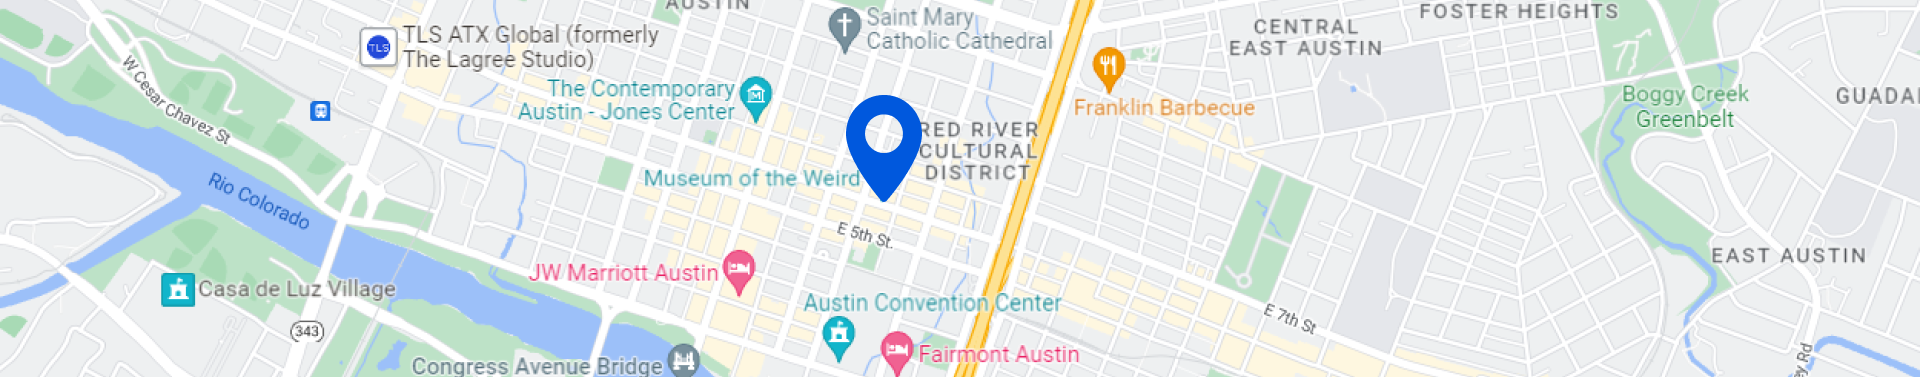 AUSTIN
TLS ATX Global (formerly
The Lagree Studio)
TLS
Saint Mary
Catholic Cathedral
CENTRAL
EAST AUSTIN
FOSTER HEIGHTS
W Cesar Chavez St
The Contemporary
Austin - Jones Center
Franklin Barbecue
Boggy Creek
Greenbelt
GUADAL
RED RIVER
CULTURAL
DISTRICT
Museum of the Weird
Rio Colorado
E 5th St.
EAST AUSTIN
JW Marriott Austin
Casa de Luz Village
Austin Convention Center
343
E 7th St
Fairmont Austin
Congress Avenue Bridge
ey Rd